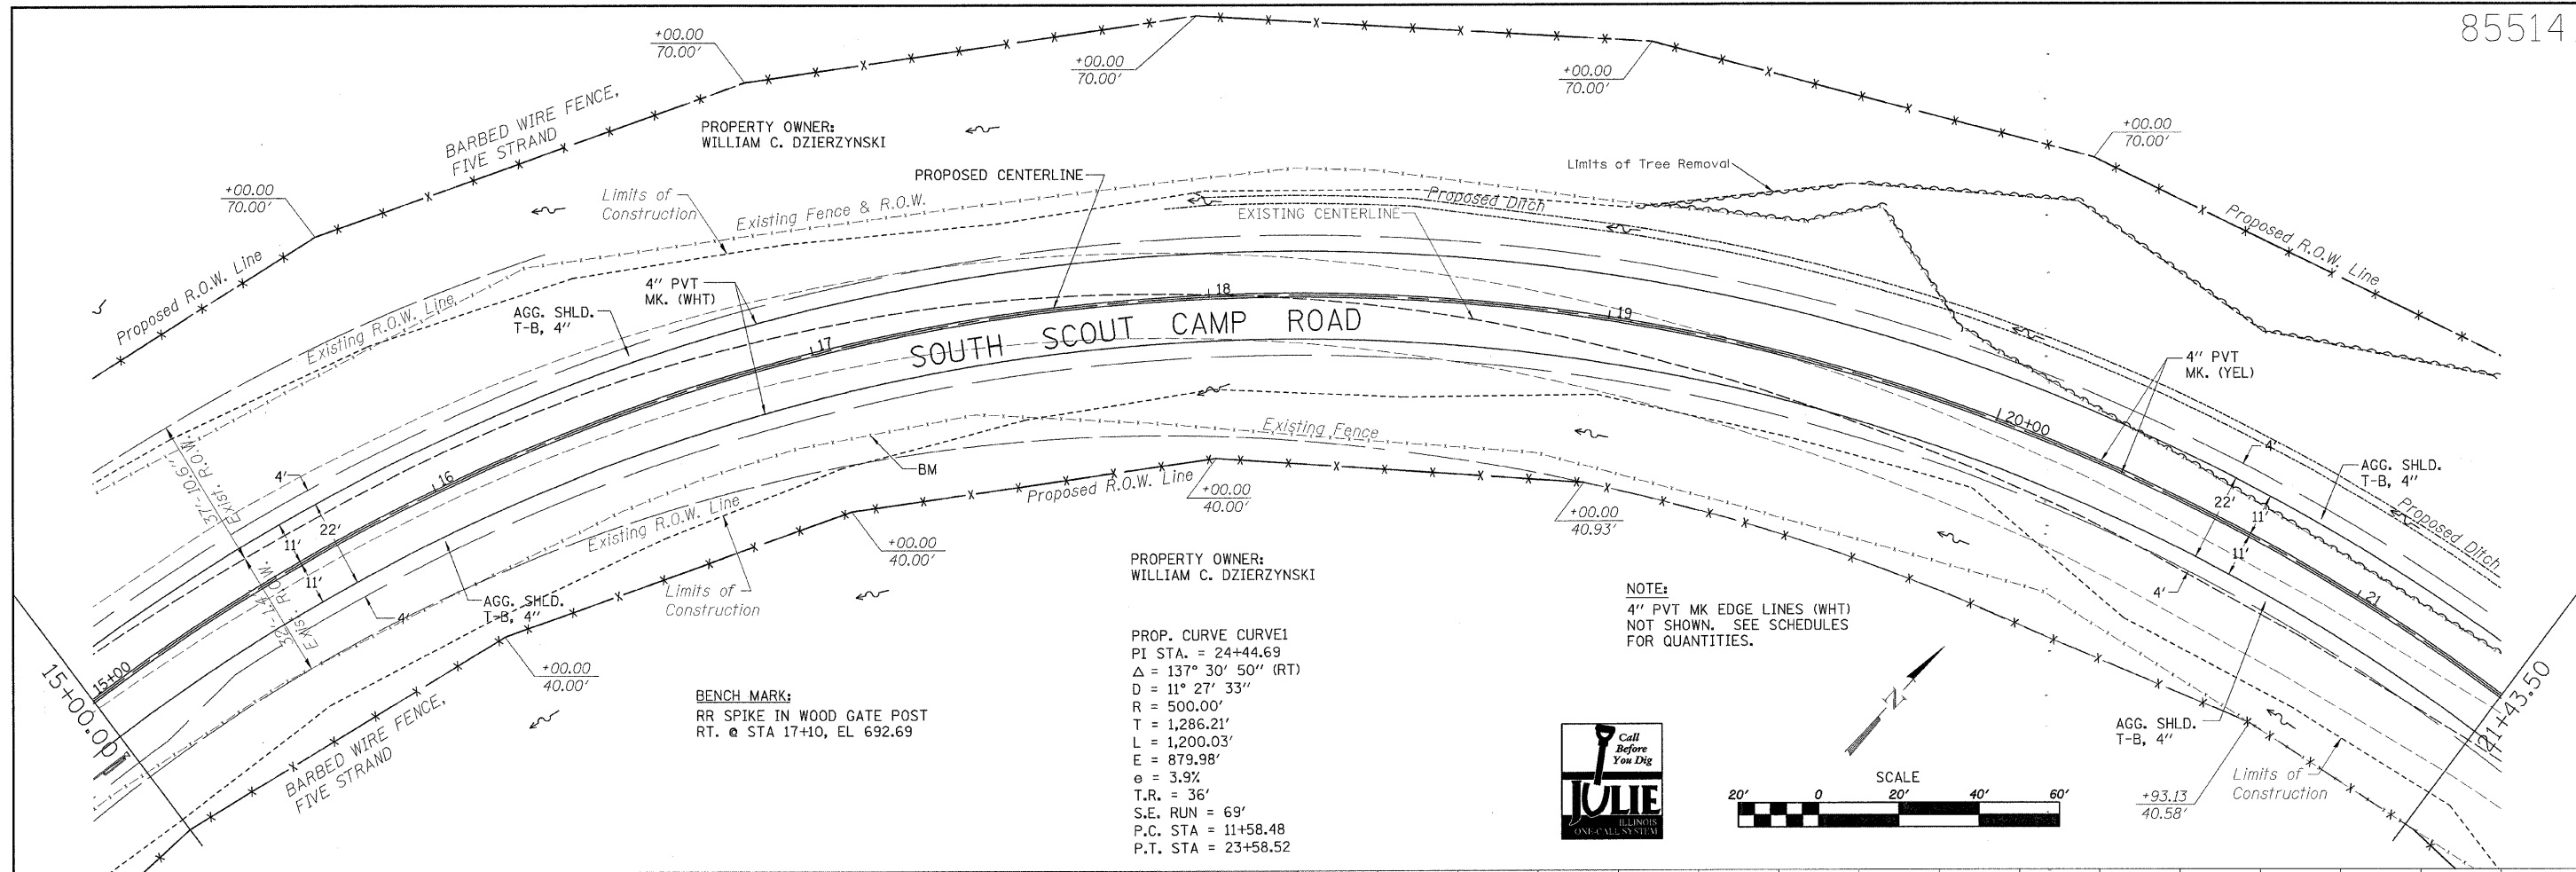 85514
+00.00
70.00'
+00.00
70.00'
+00.00
70.00'
+00.00
70.00'
+00.00
70.00'
BARBED WIRE FENCE,
FIVE STRAND
PROPERTY OWNER:
WILLIAM C. DZIERZYNSKI
PROPOSED CENTERLINE
Limits of Tree Removal
Limits of
Construction
Existing Fence & R.O.W.
Proposed Ditch
EXISTING CENTERLINE
Proposed R.O.W. Line
Proposed R.O.W. Line
Existing R.O.W. Line
4" PVT
MK. (WHT)
AGG. SHLD.
T-B, 4"
SOUTH SCOUT CAMP ROAD
15+00
16
17
18
19
20+00
21
4" PVT
MK. (YEL)
AGG. SHLD.
T-B, 4"
Proposed Ditch
Existing Fence
BM
37'-10.6"
Exist. R.O.W.
Exist. R.O.W.
4'
22'
11'
11'
4'
4'
22'
11'
11'
4'
Existing R.O.W. Line
Proposed R.O.W. Line
+00.00
40.00'
+00.00
40.93'
+00.00
40.00'
+00.00
40.00'
Limits of
Construction
AGG. SHLD.
T-B, 4"
15+00.00
BARBED WIRE FENCE,
FIVE STRAND
BENCH MARK:
RR SPIKE IN WOOD GATE POST
RT. @ STA 17+10, EL 692.69
PROPERTY OWNER:
WILLIAM C. DZIERZYNSKI
PROP. CURVE CURVE1
PI STA. = 24+44.69
Δ = 137° 30' 50" (RT)
D = 11° 27' 33"
R = 500.00'
T = 1,286.21'
L = 1,200.03'
E = 879.98'
e = 3.9%
T.R. = 36'
S.E. RUN = 69'
P.C. STA = 11+58.48
P.T. STA = 23+58.52
NOTE:
4" PVT MK EDGE LINES (WHT)
NOT SHOWN. SEE SCHEDULES
FOR QUANTITIES.
N
Call
Before
You Dig
JULIE
ILLINOIS
ONE-CALL SYSTEM
SCALE
20' 0 20' 40' 60'
AGG. SHLD.
T-B, 4"
+93.13
40.58'
Limits of
Construction
21+43.50